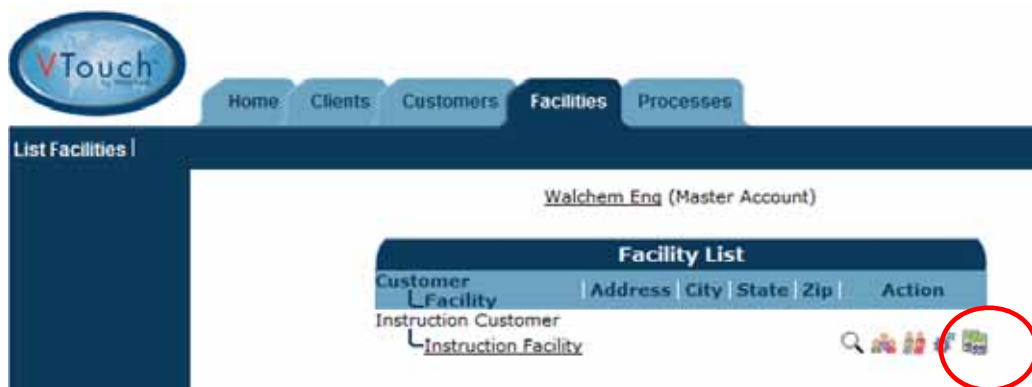 VTouch
Home Clients Customers Facilities Processes
List Facilities
Walchem Eng (Master Account)
Facility List
Customer
Facility Address City State Zip Action
Instruction Customer
Instruction Facility